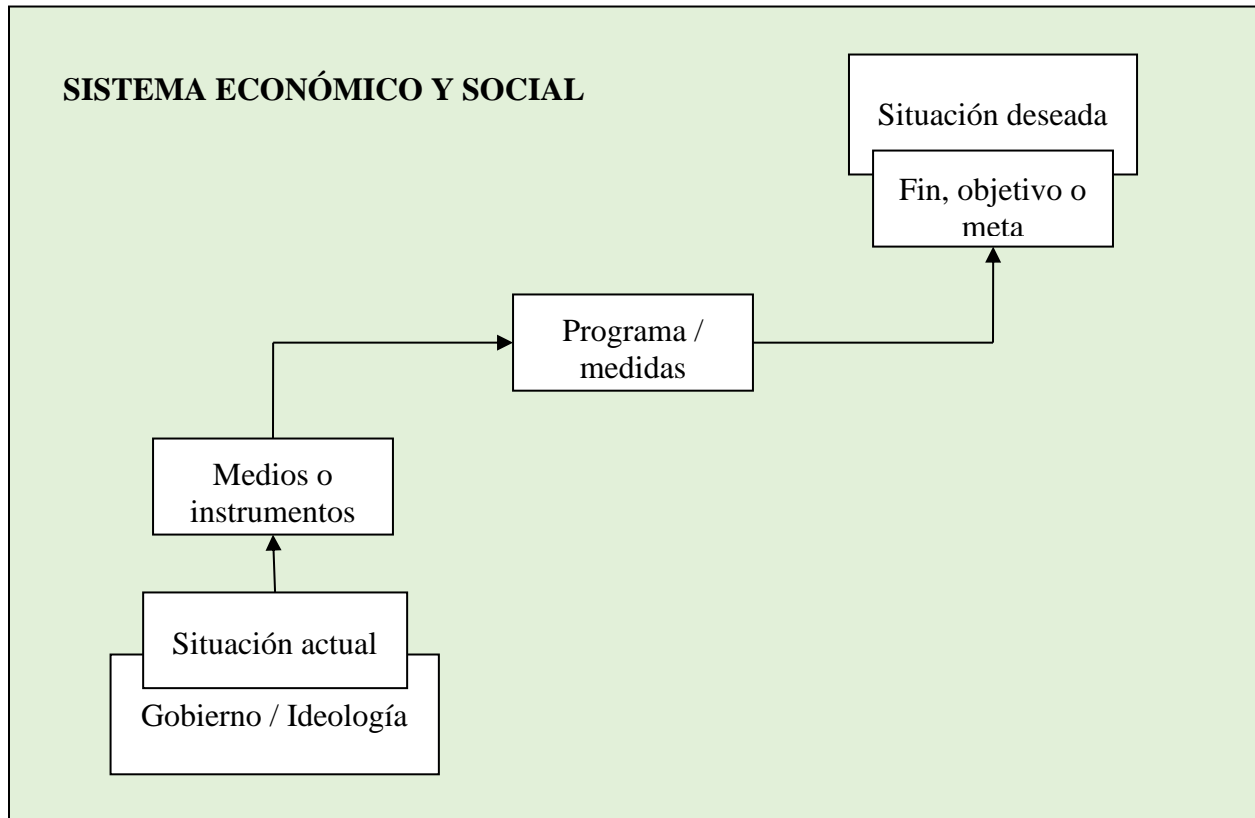 SISTEMA ECONÓMICO Y SOCIAL
Situación deseada
Fin, objetivo o
meta
Programa /
medidas
Medios o
instrumentos
Situación actual
Gobierno / Ideología